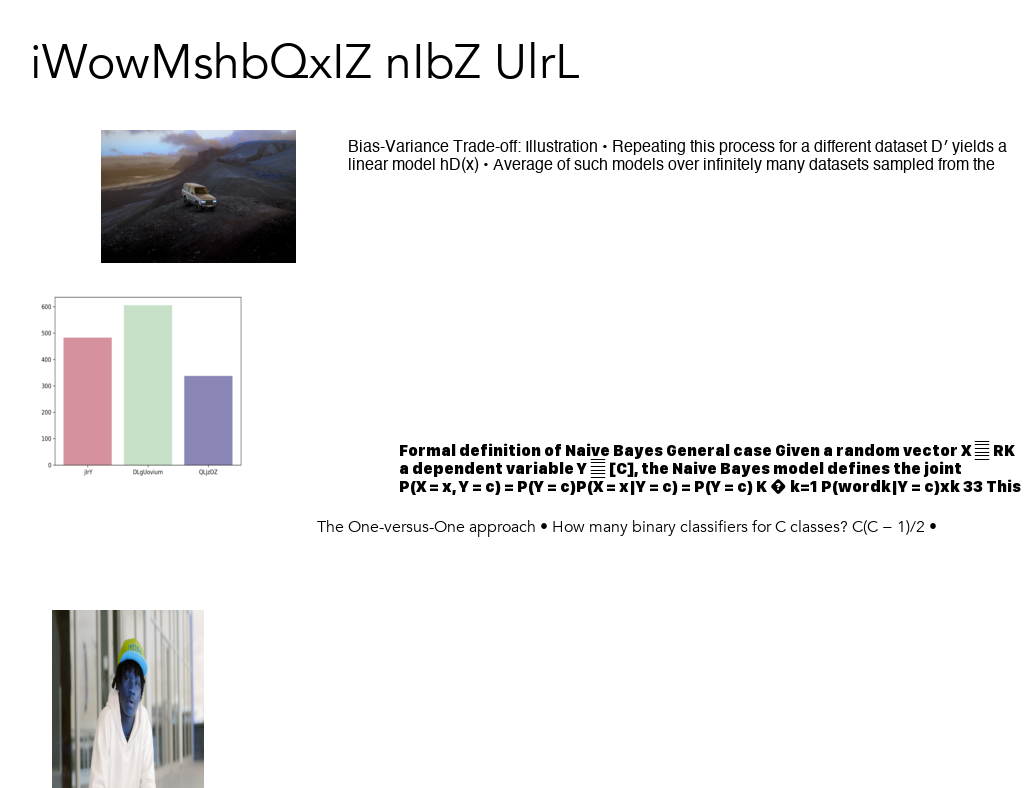 iWowMshbQxIZ nIbZ UlrL
Bias-Variance Trade-off: Illustration • Repeating this process for a different dataset D′ yields a
linear model hD(x) • Average of such models over infinitely many datasets sampled from the
600
500
400
300
200
100
0
JlrY DLgUovium QLjzDZ
Formal definition of Naive Bayes General case Given a random vector X RK
a dependent variable Y [C], the Naive Bayes model defines the joint
P(X = x, Y = c) = P(Y = c)P(X = x|Y = c) = P(Y = c) K � k=1 P(wordk|Y = c)xk 33 This
The One-versus-One approach • How many binary classifiers for C classes? C(C − 1)/2 •